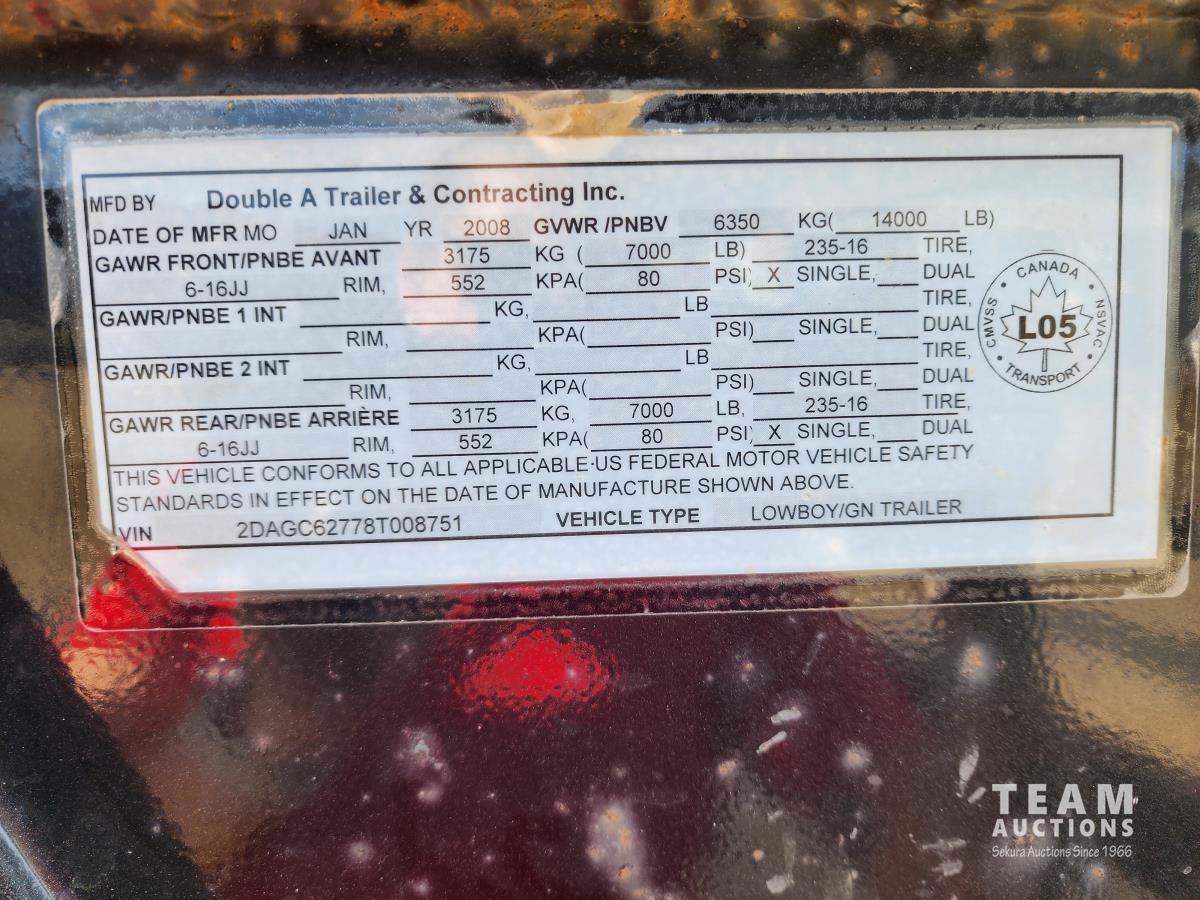 MFD BY Double A Trailer & Contracting Inc.
DATE OF MFR MO JAN YR 2008 GVWR /PNBV 6350 KG( 14000 LB)
GAWR FRONT/PNBE AVANT 3175 KG ( 7000 LB) 235-16 TIRE,
6-16JJ RIM, 552 KPA( 80 PSI) X SINGLE, DUAL
GAWR/PNBE 1 INT KG, LB TIRE,
RIM, KPA( PSI) SINGLE, DUAL
GAWR/PNBE 2 INT KG, LB TIRE,
RIM, KPA( PSI) SINGLE, DUAL
GAWR REAR/PNBE ARRIÈRE 3175 KG, 7000 LB, 235-16 TIRE,
6-16JJ RIM, 552 KPA( 80 PSI) X SINGLE, DUAL
THIS VEHICLE CONFORMS TO ALL APPLICABLE US FEDERAL MOTOR VEHICLE SAFETY
STANDARDS IN EFFECT ON THE DATE OF MANUFACTURE SHOWN ABOVE.
VIN 2DAGC62778T008751 VEHICLE TYPE LOWBOY/GN TRAILER
CANADA
CMVSS
NSVAC
L05
TRANSPORT
TEAM
AUCTIONS
Sekura Auctions Since 1966